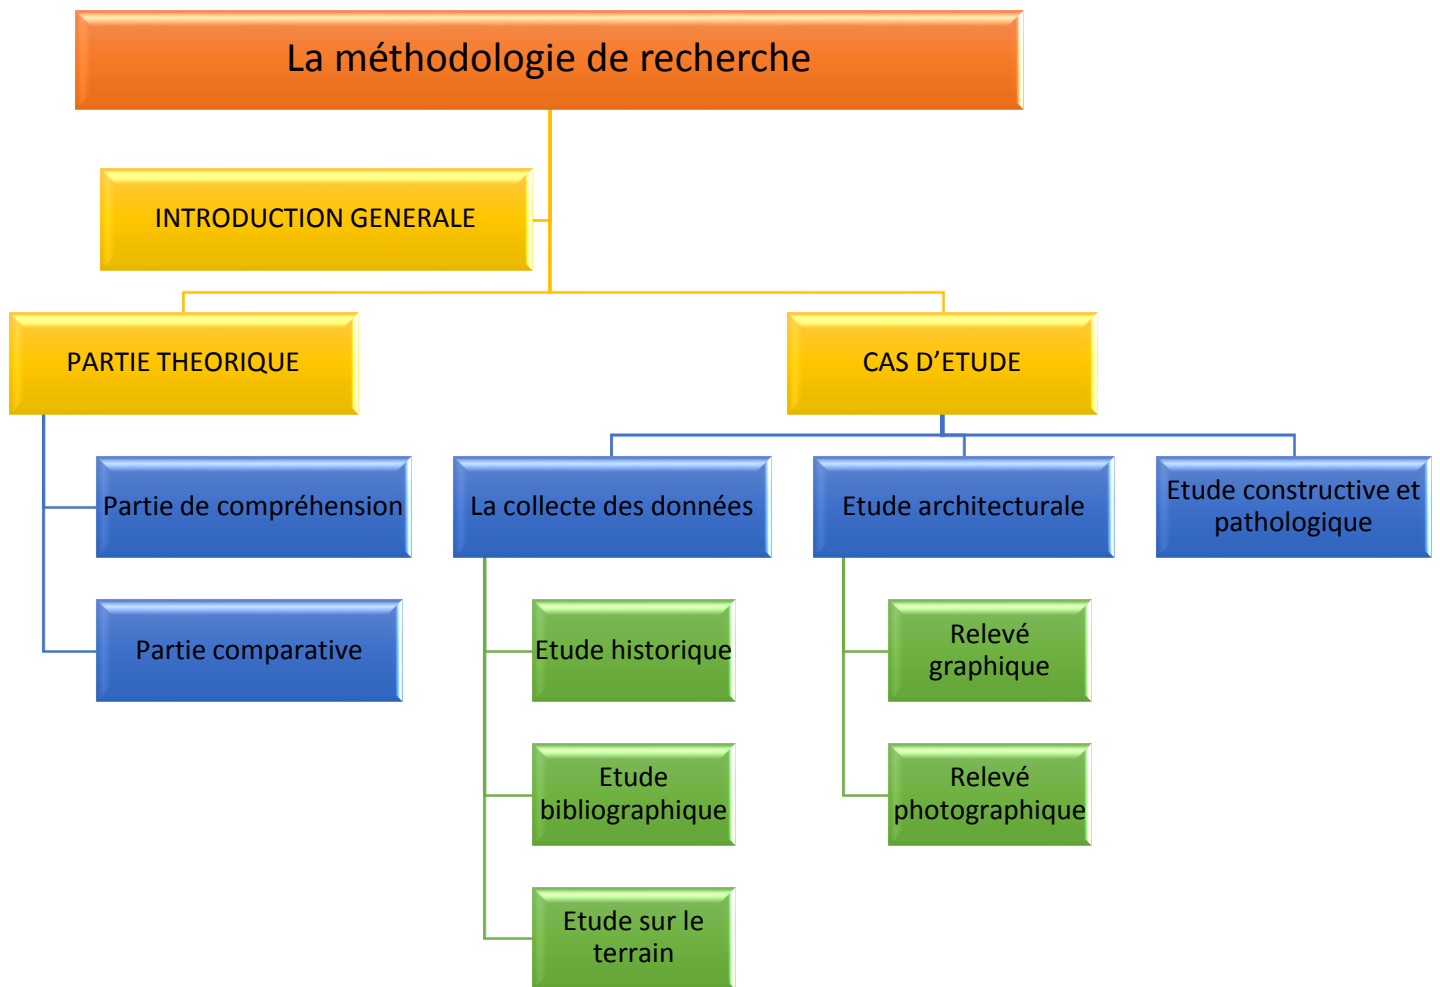 La méthodologie de recherche
INTRODUCTION GENERALE
PARTIE THEORIQUE
CAS D’ETUDE
Partie de compréhension
La collecte des données
Etude architecturale
Etude constructive et
pathologique
Partie comparative
Etude historique
Relevé
graphique
Etude
bibliographique
Relevé
photographique
Etude sur le
terrain